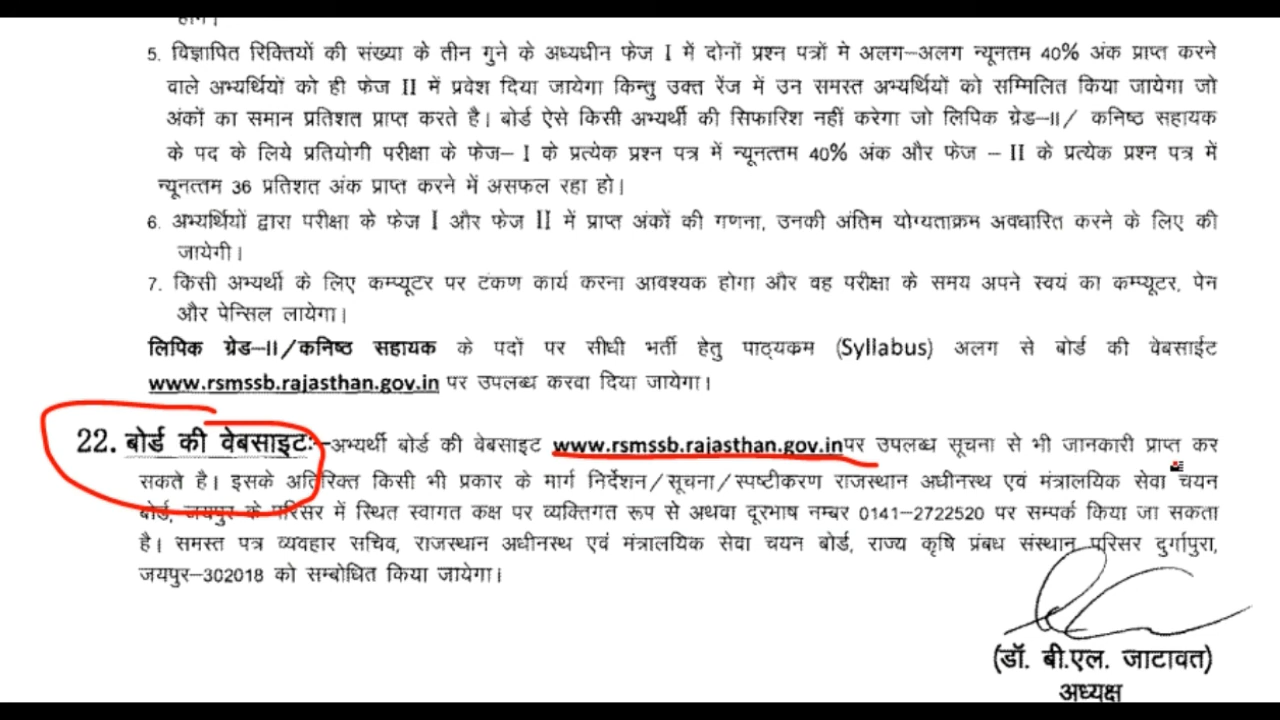 5. विज्ञापित रिक्तियों की संख्या के तीन गुने के अध्यधीन फेज I में दोनों प्रश्न पत्रों मे अलग–अलग न्यूनतम 40% अंक प्राप्त करने
वाले अभ्यर्थियों को ही फेज II में प्रवेश दिया जायेगा किन्तु उक्त रेंज में उन समस्त अभ्यर्थियों को सम्मिलित किया जायेगा जो
अंकों का समान प्रतिशत प्राप्त करते है। बोर्ड ऐसे किसी अभ्यर्थी की सिफारिश नहीं करेगा जो लिपिक ग्रेड–II/ कनिष्ठ सहायक
के पद के लिये प्रतियोगी परीक्षा के फेज– I के प्रत्येक प्रश्न पत्र में न्यूनत्तम 40% अंक और फेज – II के प्रत्येक प्रश्न पत्र में
न्यूनत्तम 36 प्रतिशत अंक प्राप्त करने में असफल रहा हो।
6. अभ्यर्थियों द्वारा परीक्षा के फेज I और फेज II में प्राप्त अंकों की गणना, उनकी अंतिम योग्यताक्रम अवधारित करने के लिए की
जायेगी।
7. किसी अभ्यर्थी के लिए कम्प्यूटर पर टंकण कार्य करना आवश्यक होगा और वह परीक्षा के समय अपने स्वयं का कम्प्यूटर, पेन
और पेन्सिल लायेगा।
लिपिक ग्रेड–II/कनिष्ठ सहायक के पदों पर सीधी भर्ती हेतु पाठ्यकम (Syllabus) अलग से बोर्ड की वेबसाईट
www.rsmssb.rajasthan.gov.in पर उपलब्ध करवा दिया जायेगा।
22. बोर्ड की वेबसाइटः–अभ्यर्थी बोर्ड की वेबसाइट www.rsmssb.rajasthan.gov.inपर उपलब्ध सूचना से भी जानकारी प्राप्त कर
सकते है। इसके अतिरिक्त किसी भी प्रकार के मार्ग निर्देशन/सूचना/स्पष्टीकरण राजस्थान अधीनस्थ एवं मंत्रालयिक सेवा चयन
बोर्ड, जयपुर के परिसर में स्थित स्वागत कक्ष पर व्यक्तिगत रूप से अथवा दूरभाष नम्बर 0141–2722520 पर सम्पर्क किया जा सकता
है। समस्त पत्र व्यवहार सचिव, राजस्थान अधीनस्थ एवं मंत्रालयिक सेवा चयन बोर्ड, राज्य कृषि प्रंबध संस्थान परिसर दुर्गापुरा,
जयपुर–302018 को सम्बोधित किया जायेगा।
(डॉ. बी.एल. जाटावत)
अध्यक्ष